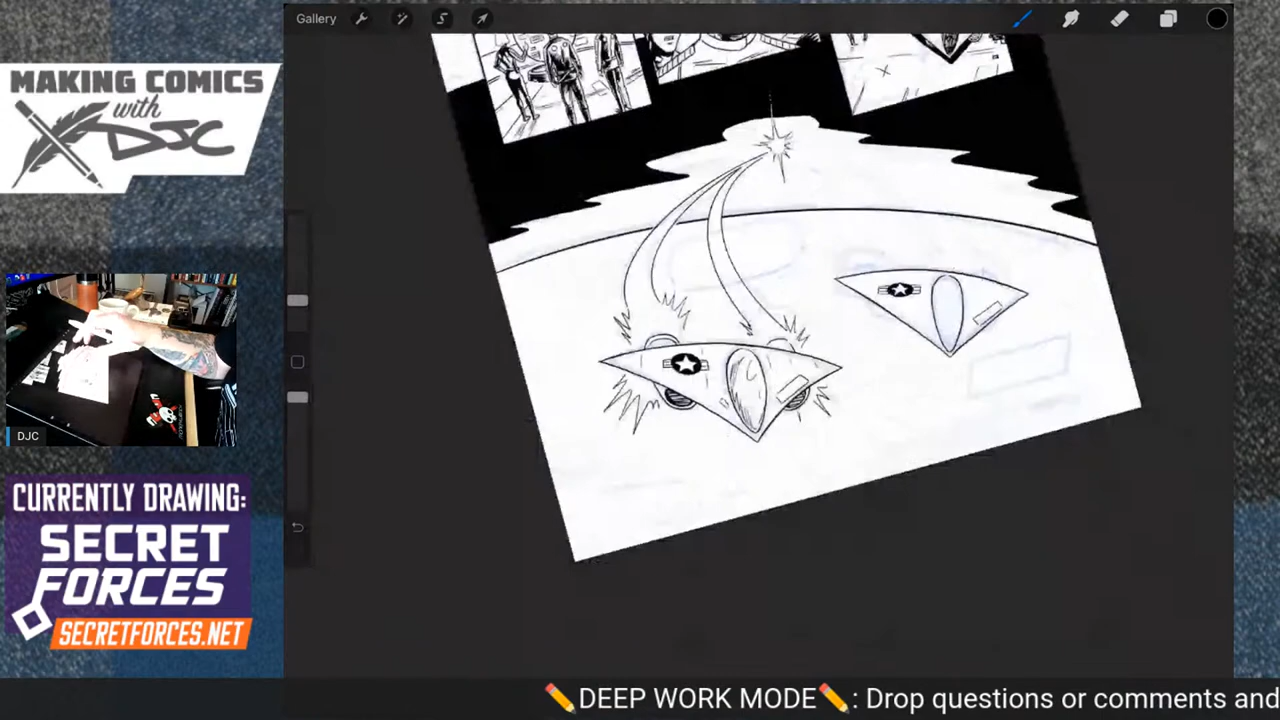 Gallery
MAKING COMICS
with
DJC
DJC
CURRENTLY DRAWING:
SECRET
FORCES
SECRETFORCES.NET
✏️DEEP WORK MODE✏️: Drop questions or comments and